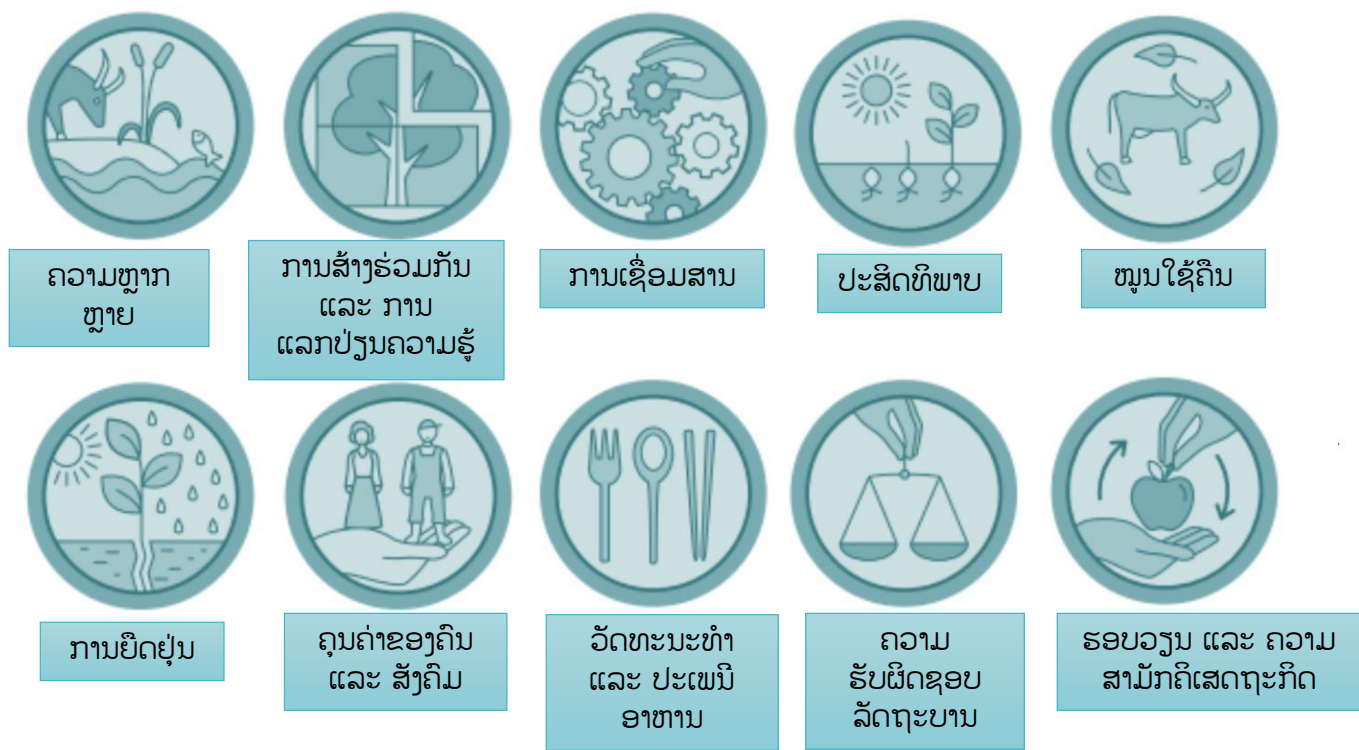 ຄວາມຫຼາກ
ຫຼາຍ
ການສ້າງຮ່ວມກັນ
ແລະ ການ
ແລກປ່ຽນຄວາມຮູ້
ການເຊື່ອມສານ
ປະສິດທິພາບ
ໝູນໃຊ້ຄືນ
ການຍືດຢຸ່ນ
ຄຸນຄ່າຂອງຄົນ
ແລະ ສັງຄົມ
ວັດທະນະທຳ
ແລະ ປະເພນີ
ອາຫານ
ຄວາມ
ຮັບຜິດຊອບ
ລັດຖະບານ
ຮອບວຽນ ແລະ ຄວາມ
ສາມັກຄີເສດຖະກິດ